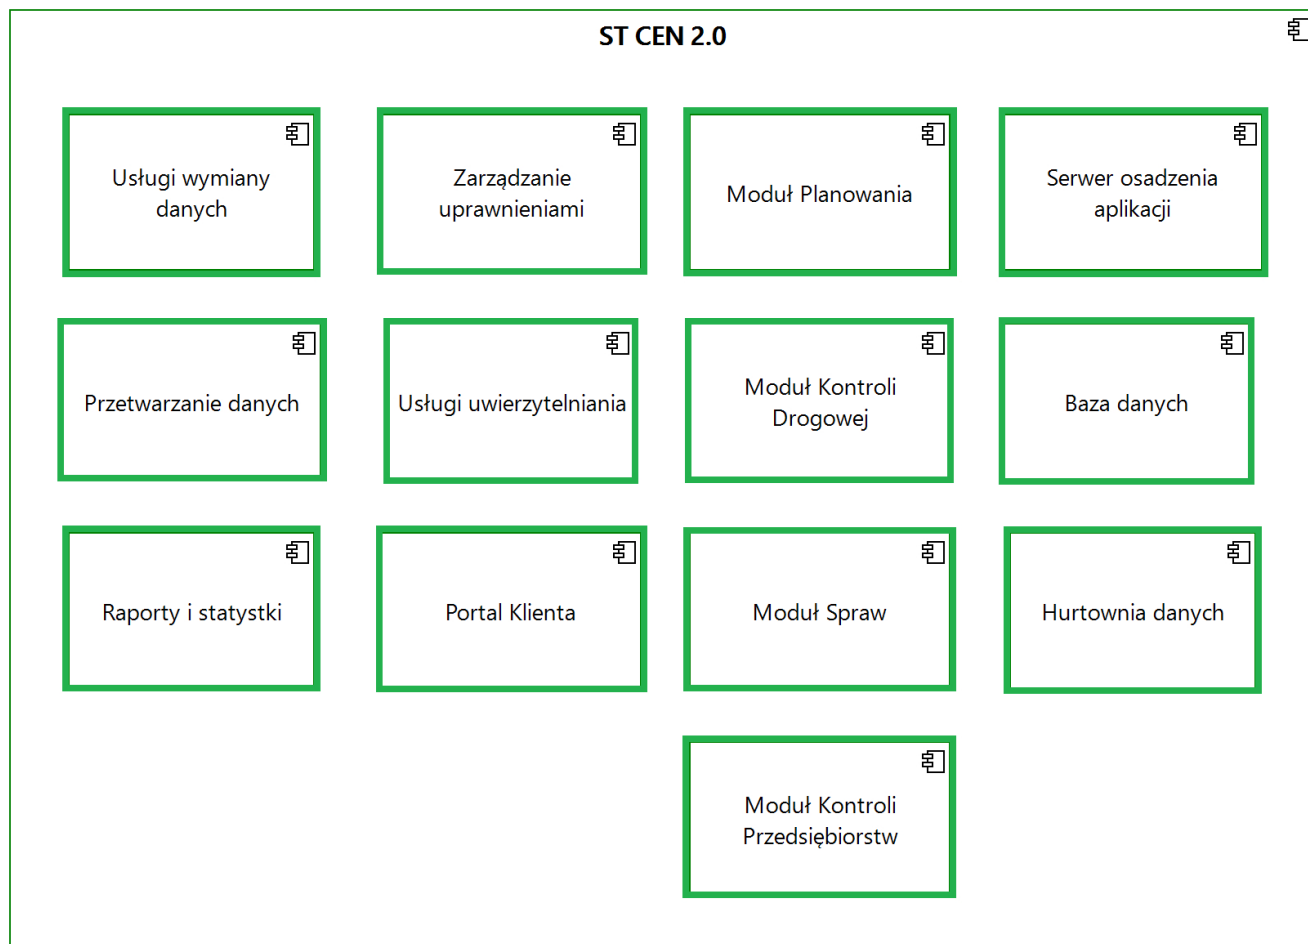 ST CEN 2.0
Usługi wymiany
danych
Zarządzanie
uprawnieniami
Moduł Planowania
Serwer osadzenia
aplikacji
Przetwarzanie danych
Usługi uwierzytelniania
Moduł Kontroli
Drogowej
Baza danych
Raporty i statystki
Portal Klienta
Moduł Spraw
Hurtownia danych
Moduł Kontroli
Przedsiębiorstw